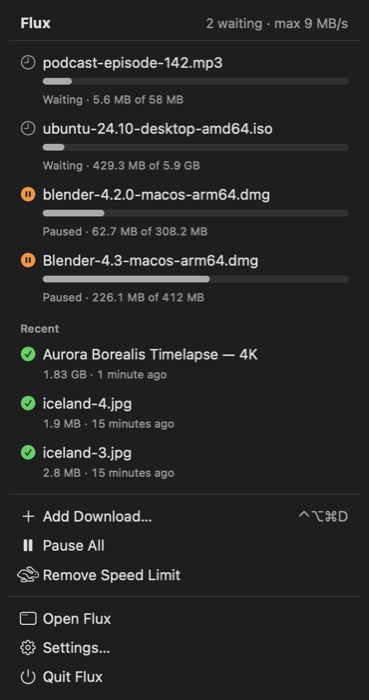 Flux 2 waiting · max 9 MB/s
podcast-episode-142.mp3
Waiting · 5.6 MB of 58 MB
ubuntu-24.10-desktop-amd64.iso
Waiting · 429.3 MB of 5.9 GB
blender-4.2.0-macos-arm64.dmg
Paused · 62.7 MB of 308.2 MB
Blender-4.3-macos-arm64.dmg
Paused · 226.1 MB of 412 MB
Recent
Aurora Borealis Timelapse — 4K
1.83 GB · 1 minute ago
iceland-4.jpg
1.9 MB · 15 minutes ago
iceland-3.jpg
2.8 MB · 15 minutes ago
Add Download... ^⌥⌘D
Pause All
Remove Speed Limit
Open Flux
Settings...
Quit Flux